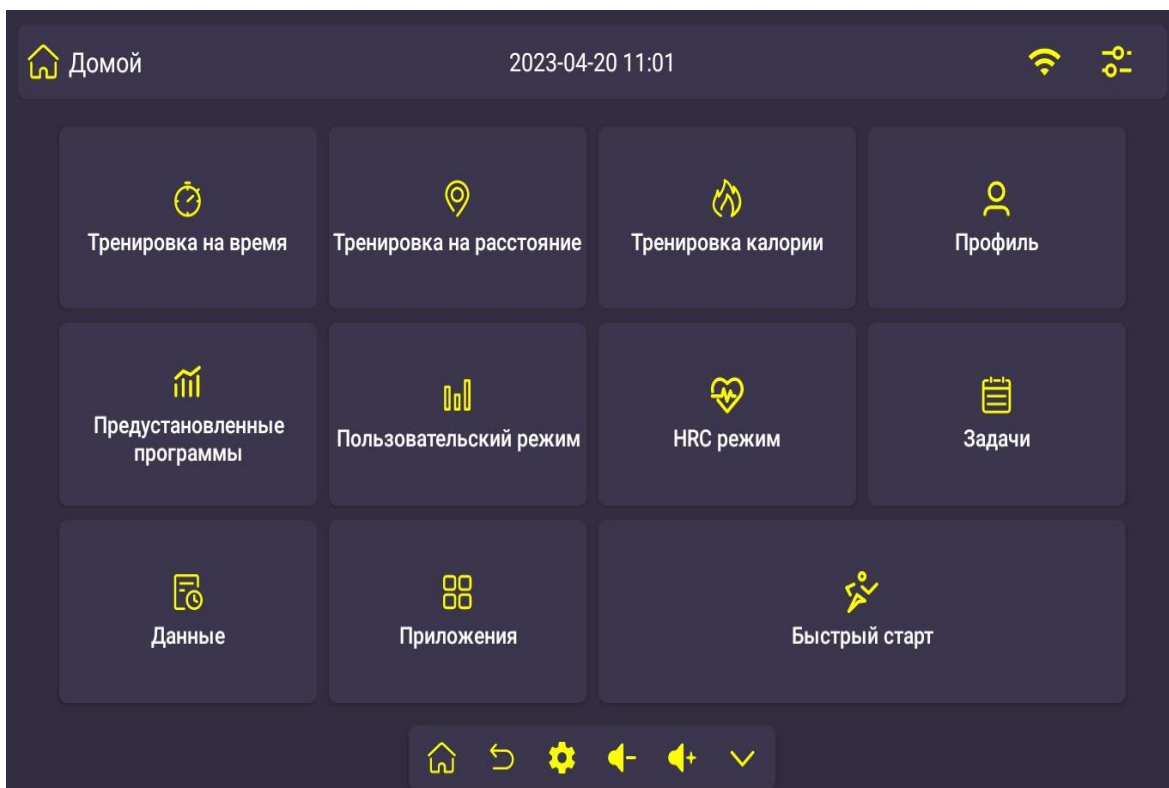 Домой
2023-04-20 11:01
Тренировка на время
Тренировка на расстояние
Тренировка калории
Профиль
Предустановленные
программы
Пользовательский режим
HRC режим
Задачи
Данные
Приложения
Быстрый старт